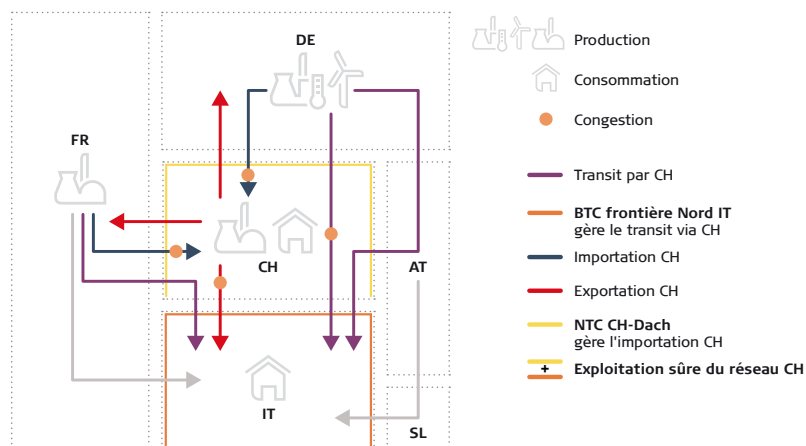 DE
FR
CH
AT
IT
SL
Production
Consommation
Congestion
Transit par CH
BTC frontière Nord IT
gère le transit via CH
Importation CH
Exportation CH
NTC CH-Dach
gère l'importation CH
+
Exploitation sûre du réseau CH